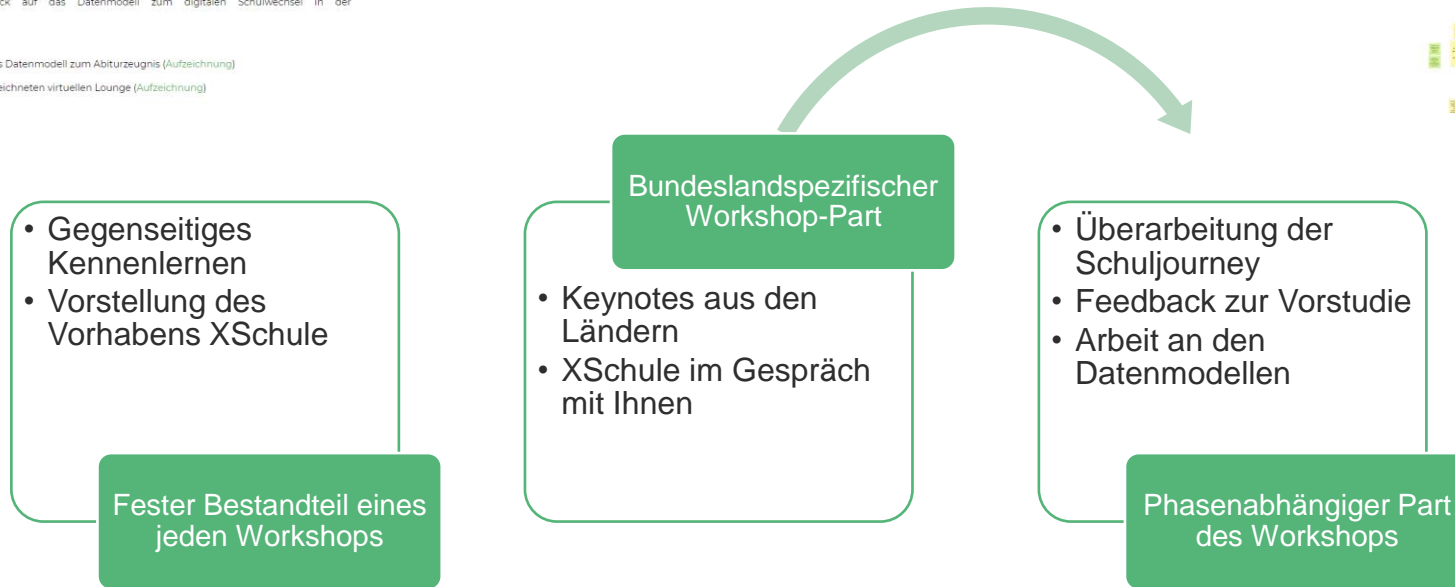 ck auf das Datenmodell zum digitalen Schulwechsel in der
s Datenmodell zum Abiturzeugnis (Aufzeichnung)
eichneten virtuellen Lounge (Aufzeichnung)
• Gegenseitiges
Kennenlernen
• Vorstellung des
Vorhabens XSchule
Fester Bestandteil eines
jeden Workshops
Bundeslandspezifischer
Workshop-Part
• Keynotes aus den
Ländern
• XSchule im Gespräch
mit Ihnen
• Überarbeitung der
Schuljourney
• Feedback zur Vorstudie
• Arbeit an den
Datenmodellen
Phasenabhängiger Part
des Workshops